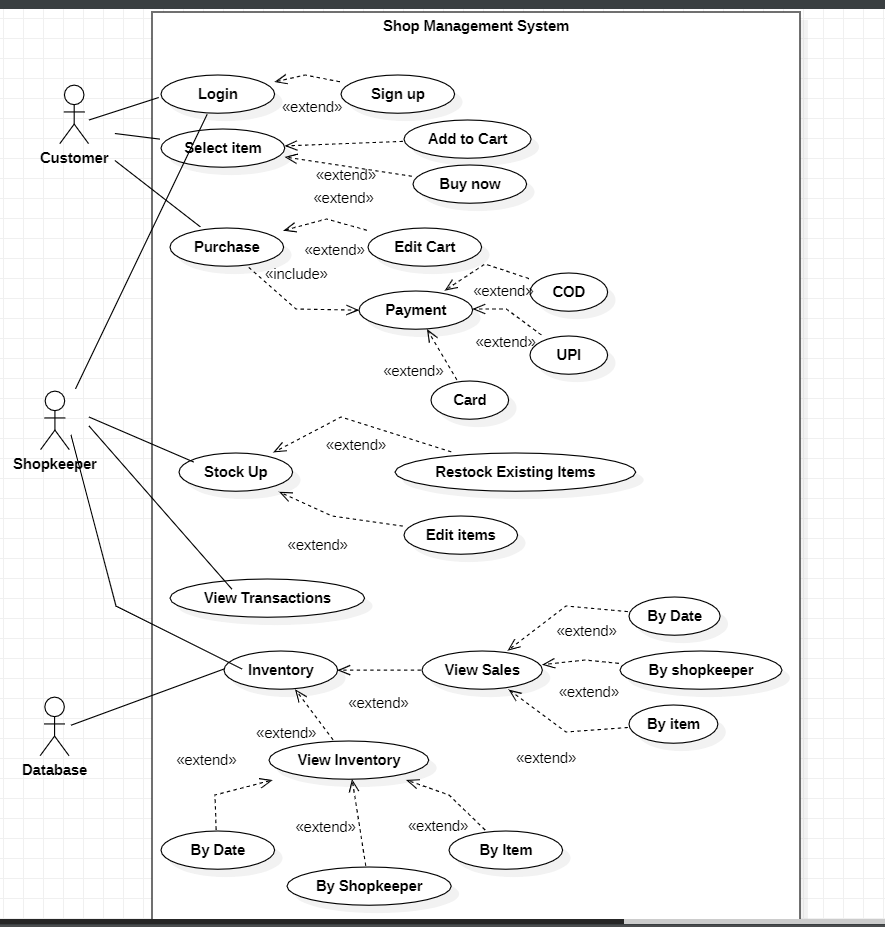 Shop Management System
Login
Sign up
«extend»
Customer
Select item
Add to Cart
«extend»
Buy now
«extend»
Purchase
«extend»
Edit Cart
«include»
Payment
«extend»
COD
«extend»
UPI
«extend»
Card
Shopkeeper
«extend»
Stock Up
Restock Existing Items
Edit items
«extend»
View Transactions
By Date
«extend»
Inventory
View Sales
By shopkeeper
«extend»
«extend»
By item
«extend»
«extend»
Database
«extend»
View Inventory
«extend»
«extend»
By Date
By Item
By Shopkeeper